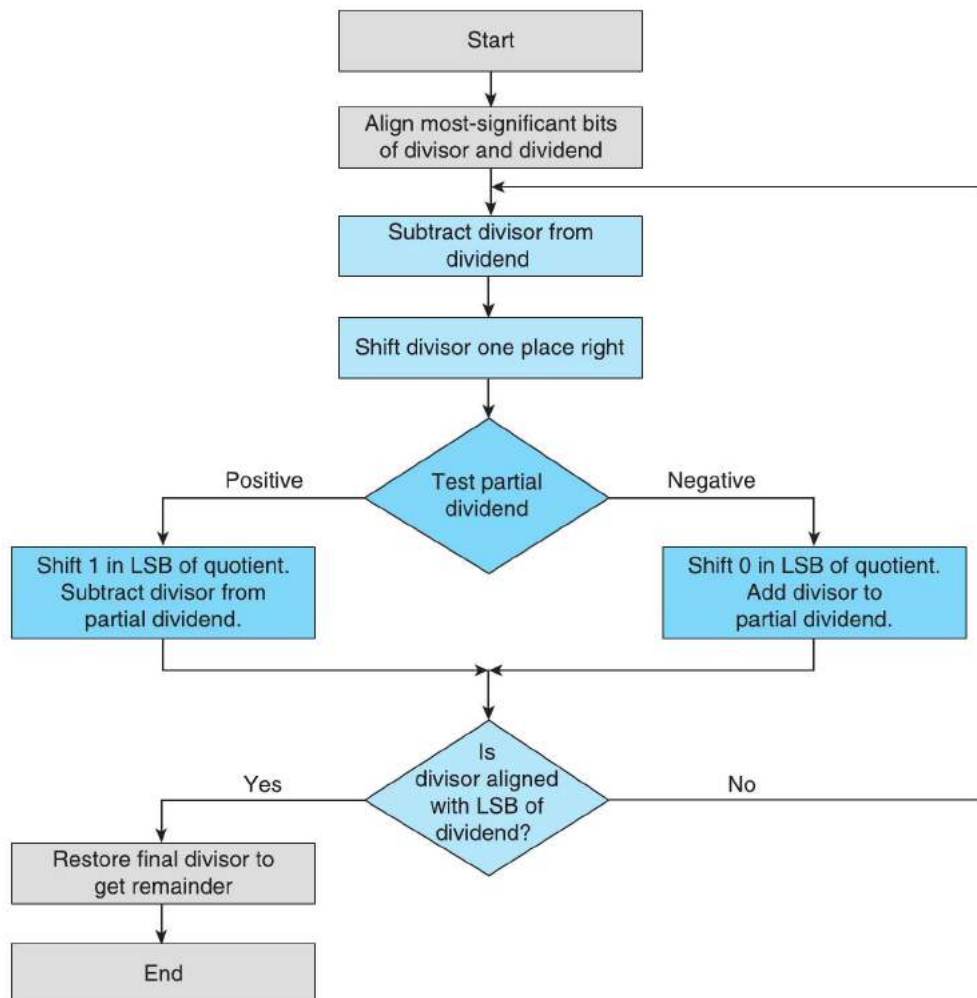 Start
Align most-significant bits
of divisor and dividend
Subtract divisor from
dividend
Shift divisor one place right
Test partial
dividend
Positive
Negative
Shift 1 in LSB of quotient.
Subtract divisor from
partial dividend.
Shift 0 in LSB of quotient.
Add divisor to
partial dividend.
Is
divisor aligned
with LSB of
dividend?
Yes
No
Restore final divisor to
get remainder
End